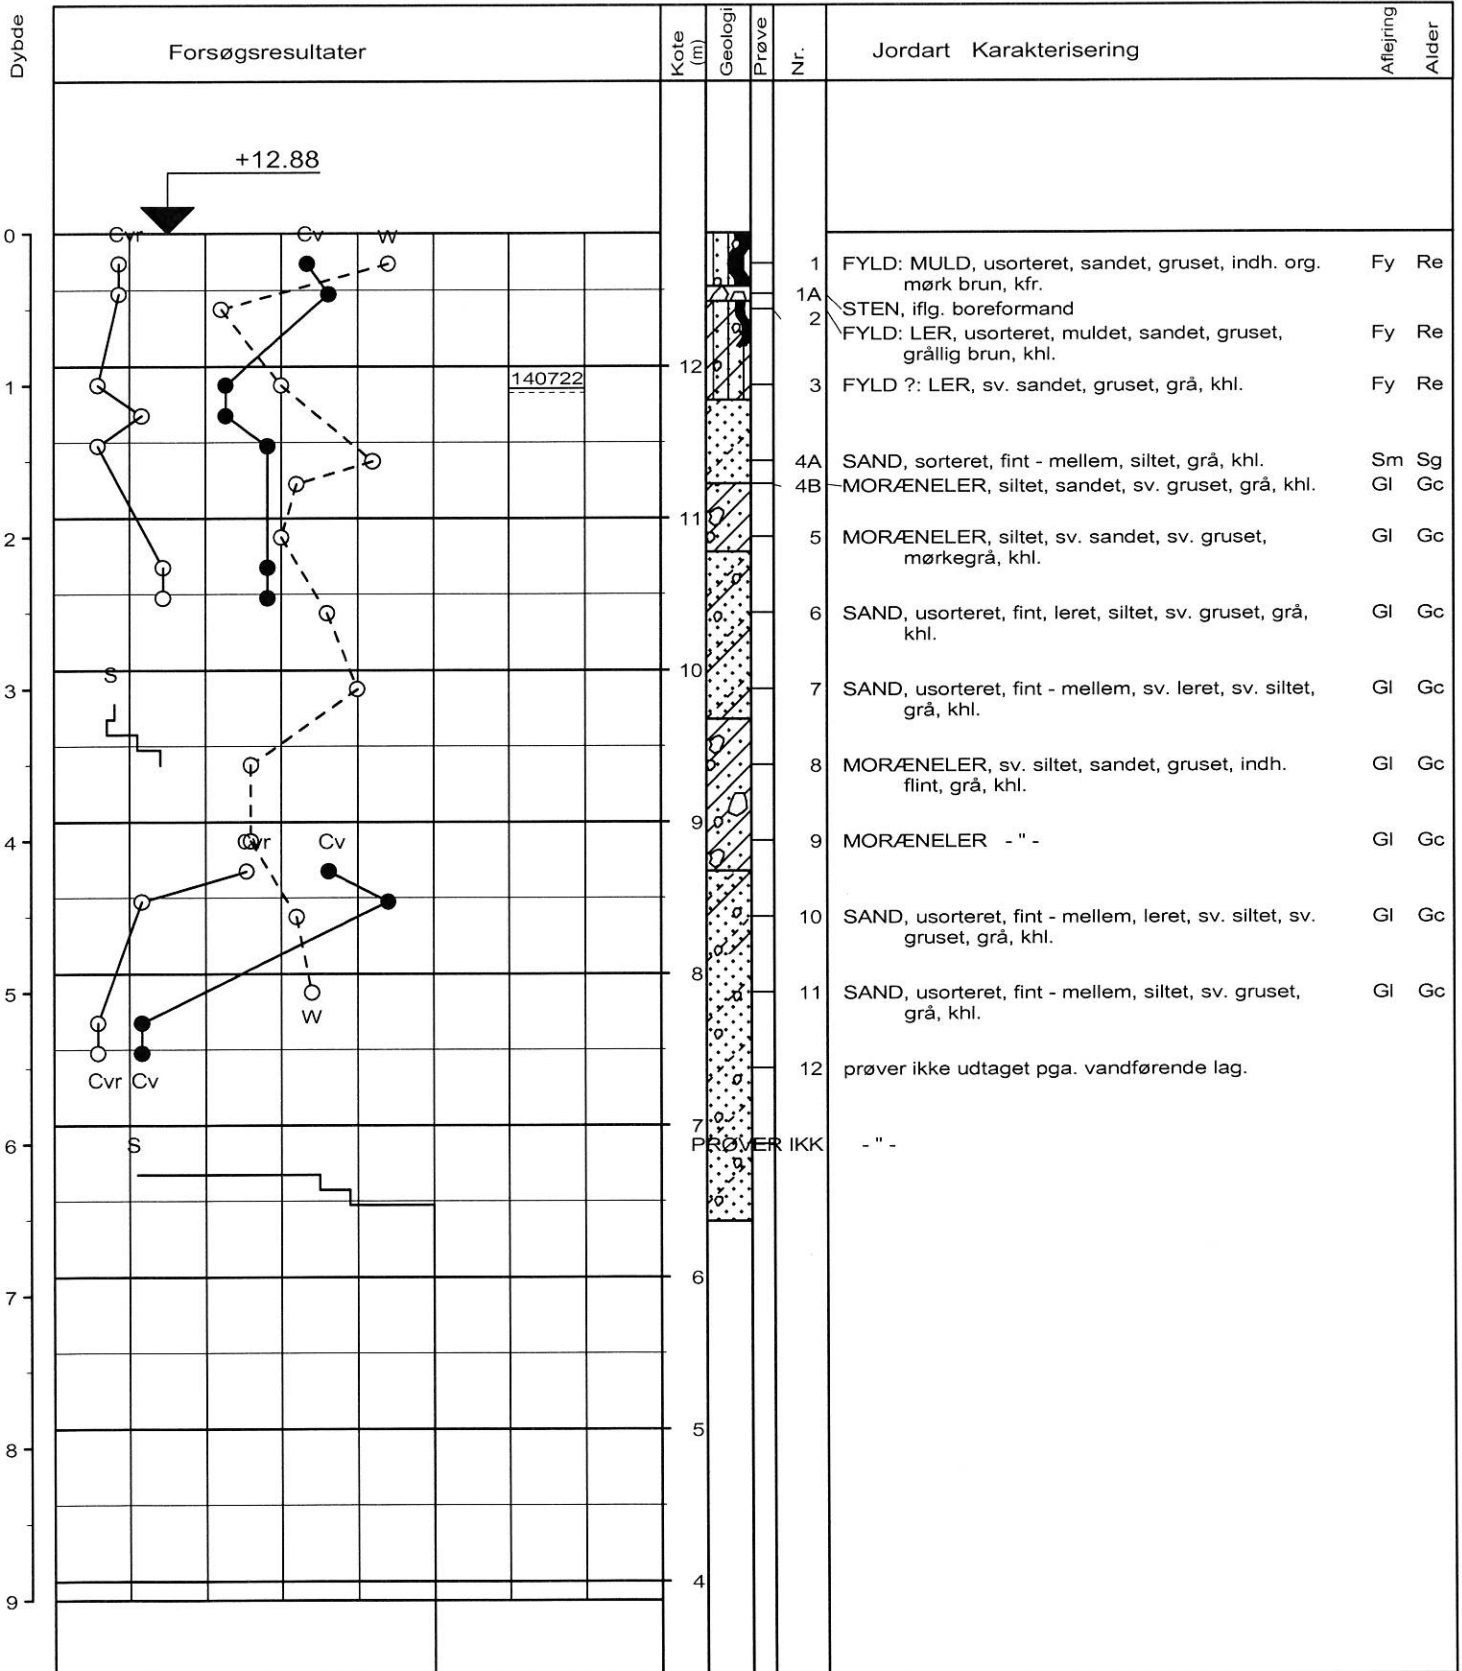 Dybde
Forsøgsresultater
Kote (m)
Geologi
Prøve
Nr.
Jordart Karakterisering
Aflejring
Alder
+12.88
0
Cvr Cv W
1 FYLD: MULD, usorteret, sandet, gruset, indh. org. Fy Re
mørk brun, kfr.
1A STEN, iflg. boreformand
2 FYLD: LER, usorteret, muldet, sandet, gruset, Fy Re
grållig brun, khl.
12
1
140722
3 FYLD ?: LER, sv. sandet, gruset, grå, khl. Fy Re
4A SAND, sorteret, fint - mellem, siltet, grå, khl. Sm Sg
4B MORÆNELER, siltet, sandet, sv. gruset, grå, khl. Gl Gc
11
2
5 MORÆNELER, siltet, sv. sandet, sv. gruset, Gl Gc
mørkegrå, khl.
6 SAND, usorteret, fint, leret, siltet, sv. gruset, grå, Gl Gc
khl.
S
10
3
7 SAND, usorteret, fint - mellem, sv. leret, sv. siltet, Gl Gc
grå, khl.
8 MORÆNELER, sv. siltet, sandet, gruset, indh. Gl Gc
flint, grå, khl.
9
4
Cvr Cv
9 MORÆNELER - " - Gl Gc
10 SAND, usorteret, fint - mellem, leret, sv. siltet, sv. Gl Gc
gruset, grå, khl.
8
5
W
11 SAND, usorteret, fint - mellem, siltet, sv. gruset, Gl Gc
grå, khl.
Cvr Cv
12 prøver ikke udtaget pga. vandførende lag.
7
6
S
PRØVER IKK - " -
6
7
5
8
4
9